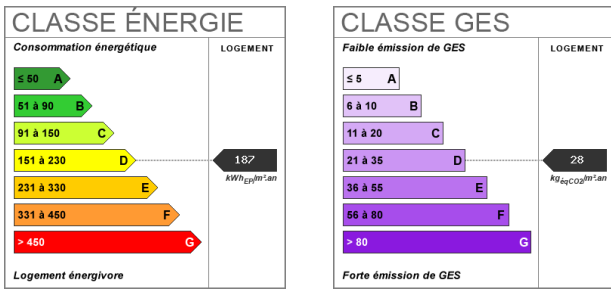 CLASSE ÉNERGIE
Consommation énergétique
LOGEMENT
≤ 50 A
51 à 90 B
91 à 150 C
151 à 230 D
187
kWhEP/m².an
231 à 330 E
331 à 450 F
> 450 G
Logement énergivore
CLASSE GES
Faible émission de GES
LOGEMENT
≤ 5 A
6 à 10 B
11 à 20 C
21 à 35 D
28
kgéqCO2/m².an
36 à 55 E
56 à 80 F
> 80 G
Forte émission de GES